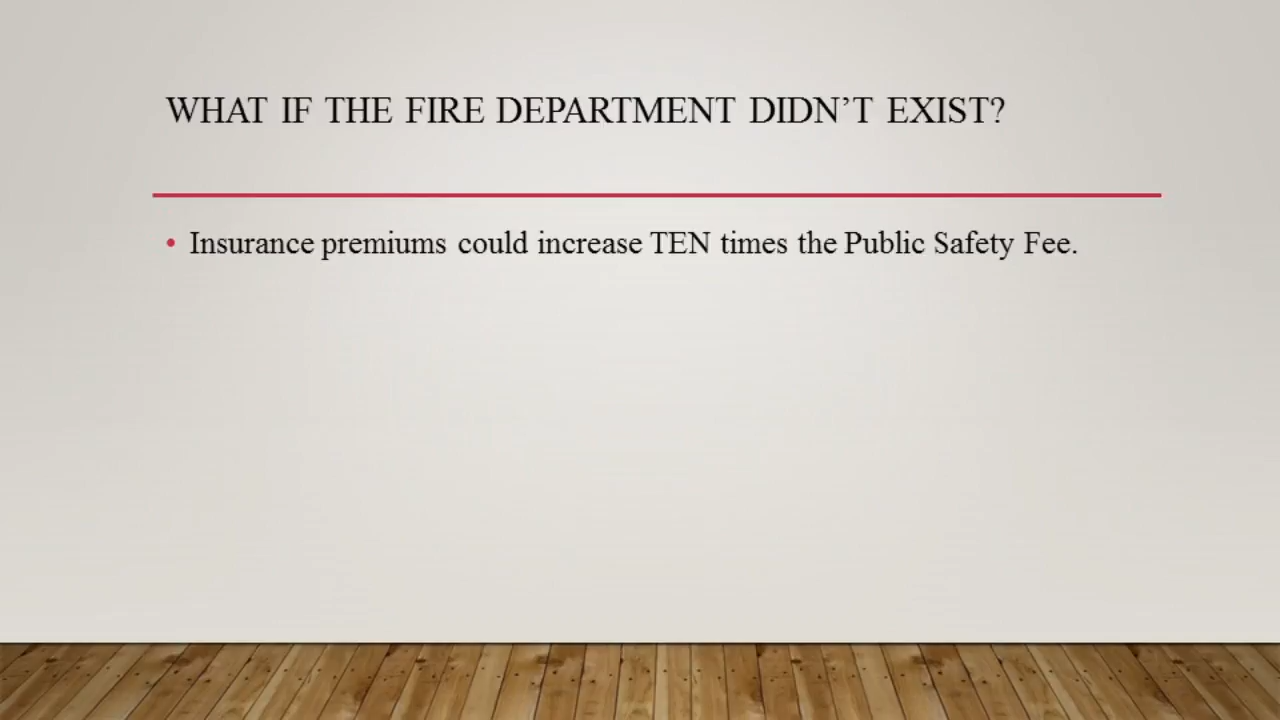 WHAT IF THE FIRE DEPARTMENT DIDN’T EXIST?
• Insurance premiums could increase TEN times the Public Safety Fee.